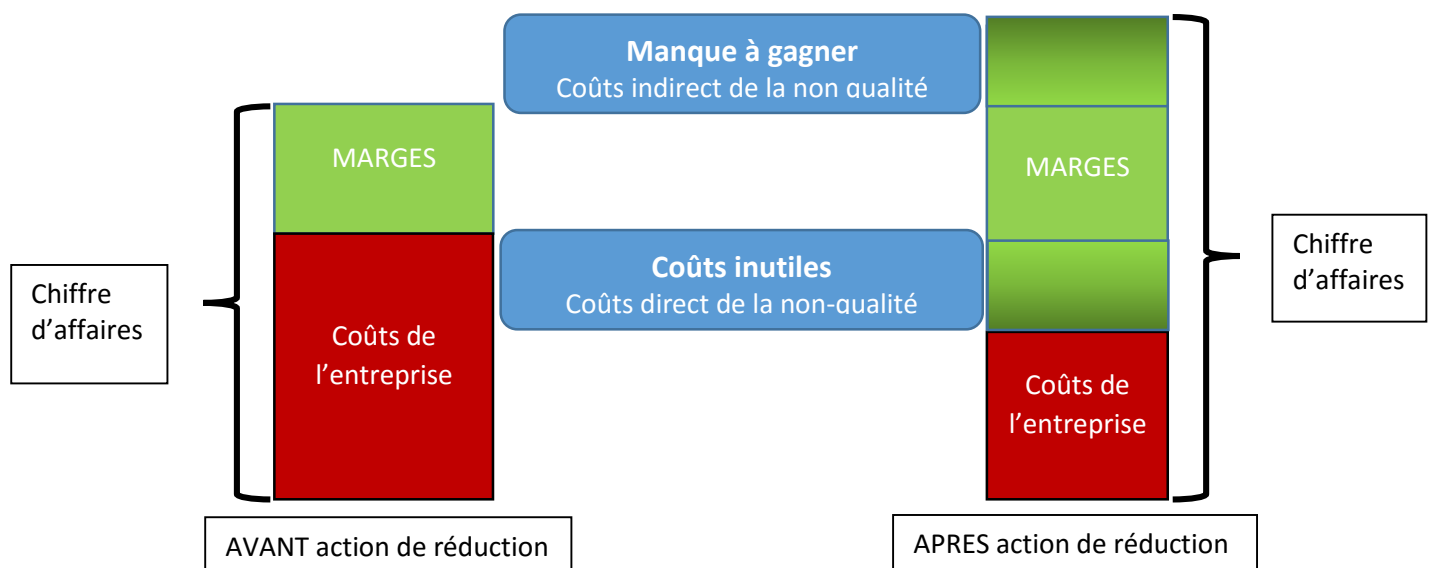 Manque à gagner
Coûts indirect de la non qualité
MARGES
MARGES
Chiffre
d'affaires
Coûts inutiles
Coûts direct de la non-qualité
Chiffre
d'affaires
Coûts de
l'entreprise
Coûts de
l'entreprise
AVANT action de réduction
APRES action de réduction